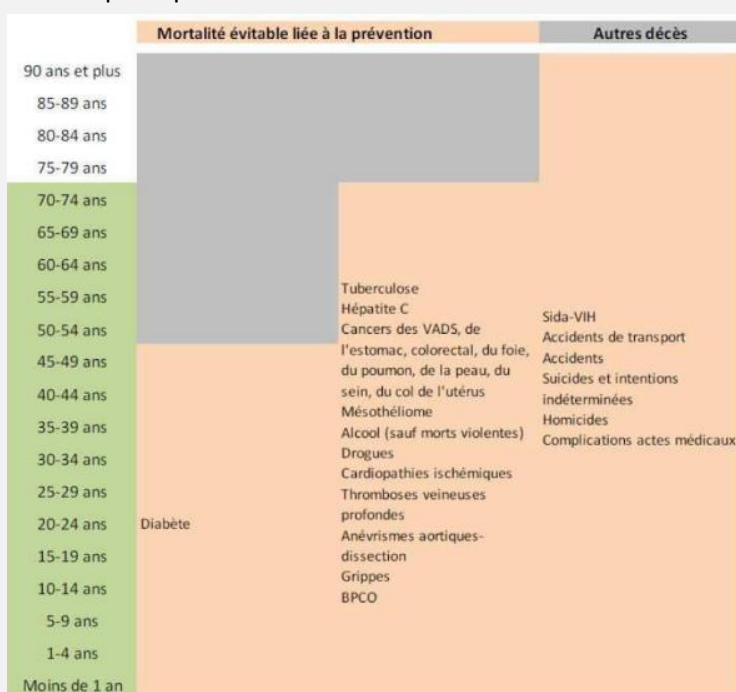 Mortalité évitable liée à la prévention
Autres décès
90 ans et plus
85-89 ans
80-84 ans
75-79 ans
70-74 ans
65-69 ans
60-64 ans
55-59 ans
50-54 ans
45-49 ans
40-44 ans
35-39 ans
30-34 ans
25-29 ans
20-24 ans
15-19 ans
10-14 ans
5-9 ans
1-4 ans
Moins de 1 an
Diabète
Tuberculose
Hépatite C
Cancers des VADS, de
l'estomac, colorectal, du foie,
du poumon, de la peau, du
sein, du col de l'utérus
Mésothéliome
Alcool (sauf morts violentes)
Drogues
Cardiopathies ischémiques
Thromboses veineuses
profondes
Anévrismes aortiques-
dissection
Grippes
BPCO
Sida-VIH
Accidents de transport
Accidents
Suicides et intentions
indéterminées
Homicides
Complications actes médicaux